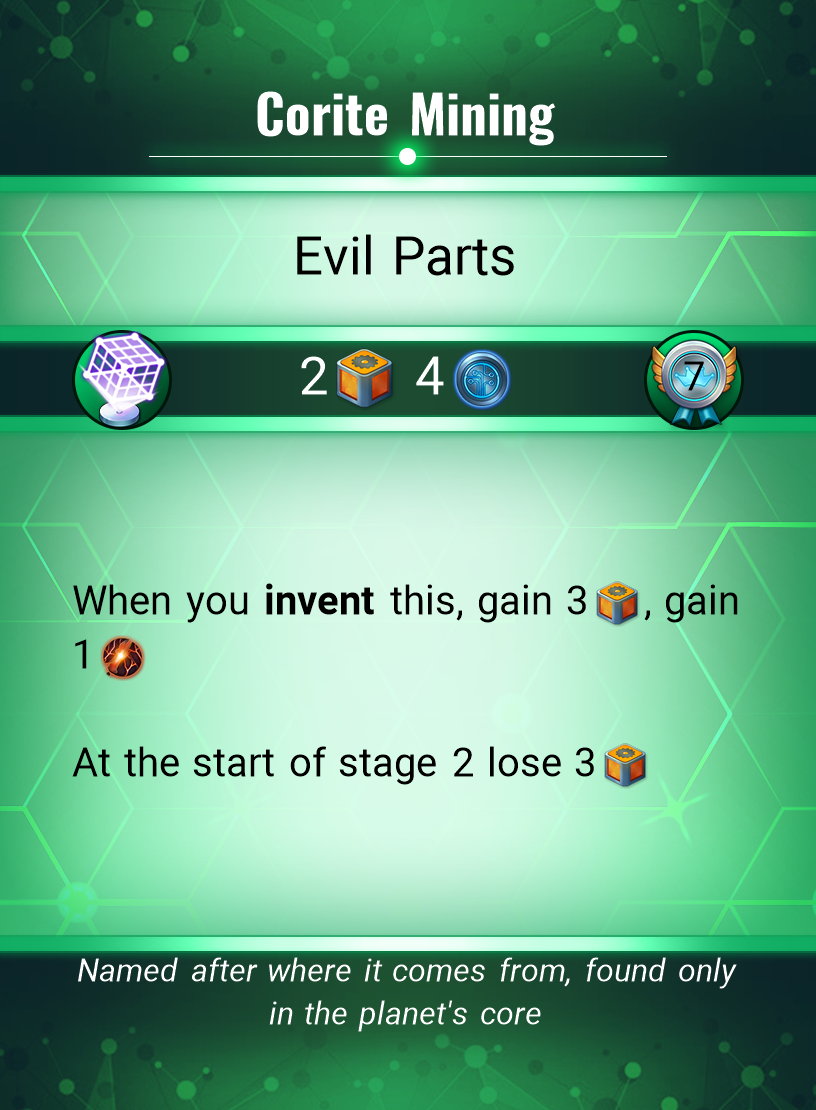 Corite Mining
Evil Parts
2 4 7
When you invent this, gain 3 , gain
1
At the start of stage 2 lose 3
Named after where it comes from, found only
in the planet's core